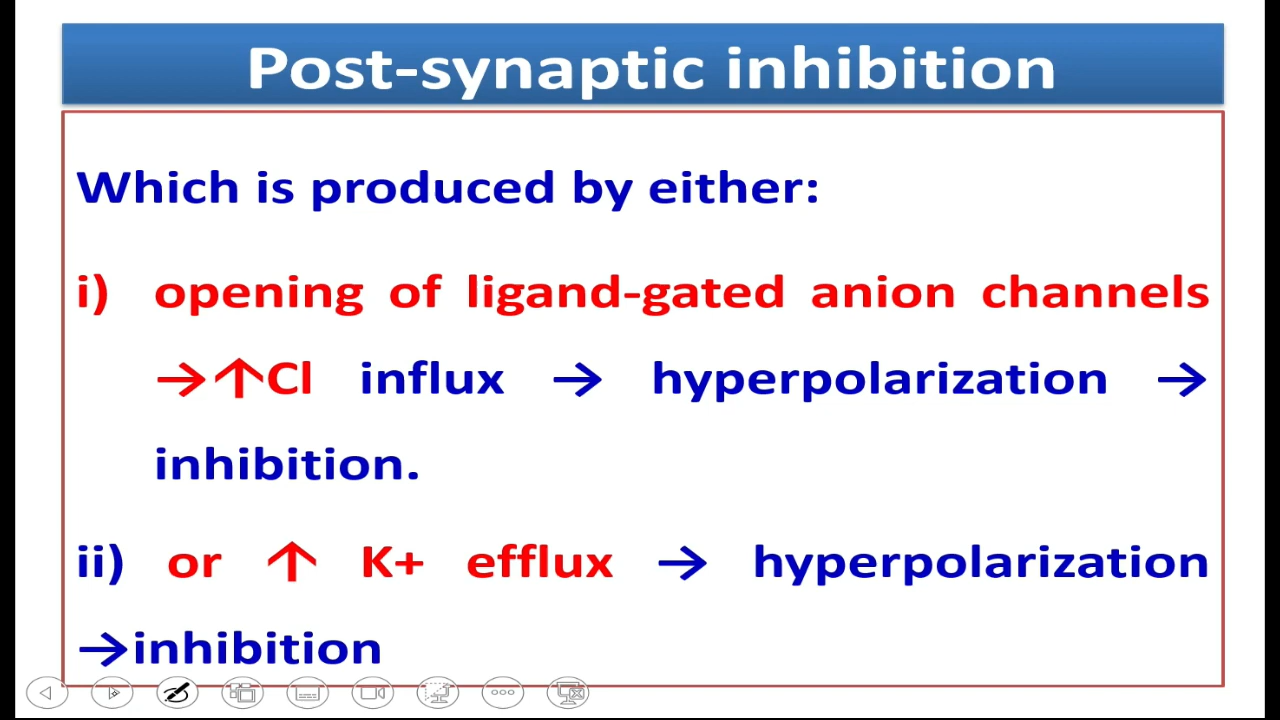 Post-synaptic inhibition
Which is produced by either:
i) opening of ligand-gated anion channels
→↑Cl influx → hyperpolarization →
inhibition.
ii) or ↑ K+ efflux → hyperpolarization
→inhibition